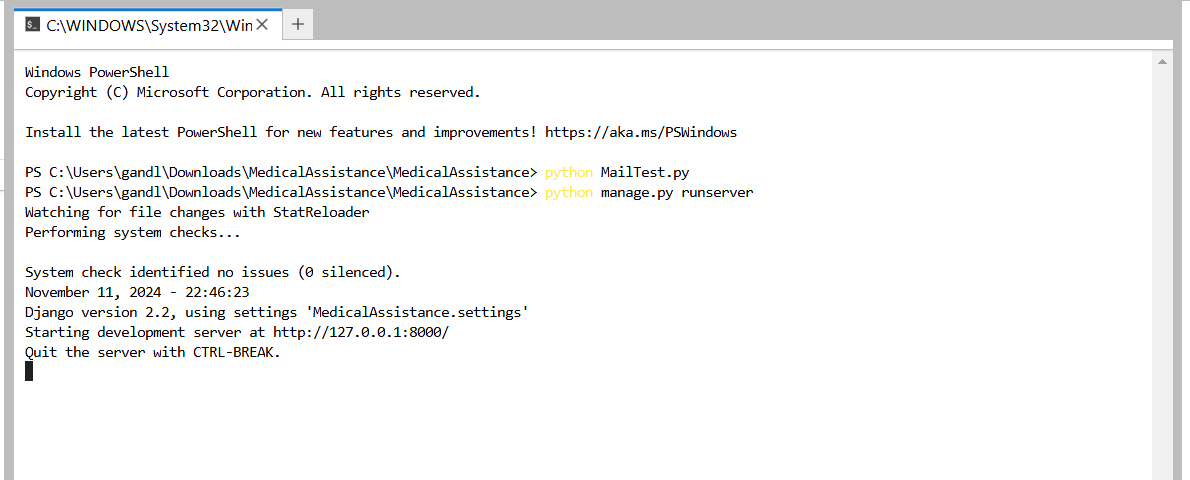 C:\WINDOWS\System32\Win
Windows PowerShell
Copyright (C) Microsoft Corporation. All rights reserved.
Install the latest PowerShell for new features and improvements! https://aka.ms/PSWindows
PS C:\Users\gandl\Downloads\MedicalAssistance\MedicalAssistance> python MailTest.py
PS C:\Users\gandl\Downloads\MedicalAssistance\MedicalAssistance> python manage.py runserver
Watching for file changes with StatReloader
Performing system checks...
System check identified no issues (0 silenced).
November 11, 2024 - 22:46:23
Django version 2.2, using settings 'MedicalAssistance.settings'
Starting development server at http://127.0.0.1:8000/
Quit the server with CTRL-BREAK.